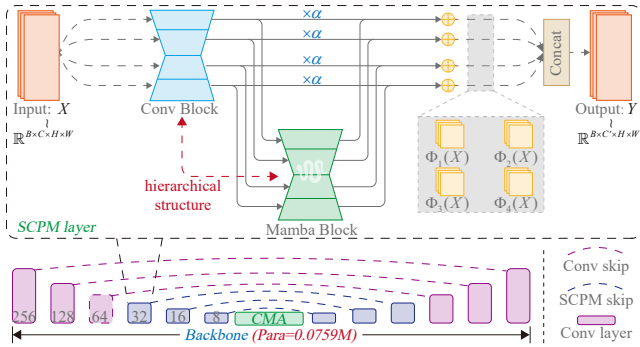 ×α
×α
×α
×α
Concat
Input: X
~
ℝ^{B×C×H×W}
Conv Block
Output: Y
~
ℝ^{B×C'×H×W}
Φ₁(X)
Φ₂(X)
Φ₃(X)
Φ₄(X)
hierarchical
structure
SCPM layer
Mamba Block
256
128
64
32
16
8
CMA
Backbone (Para=0.0759M)
Conv skip
SCPM skip
Conv layer